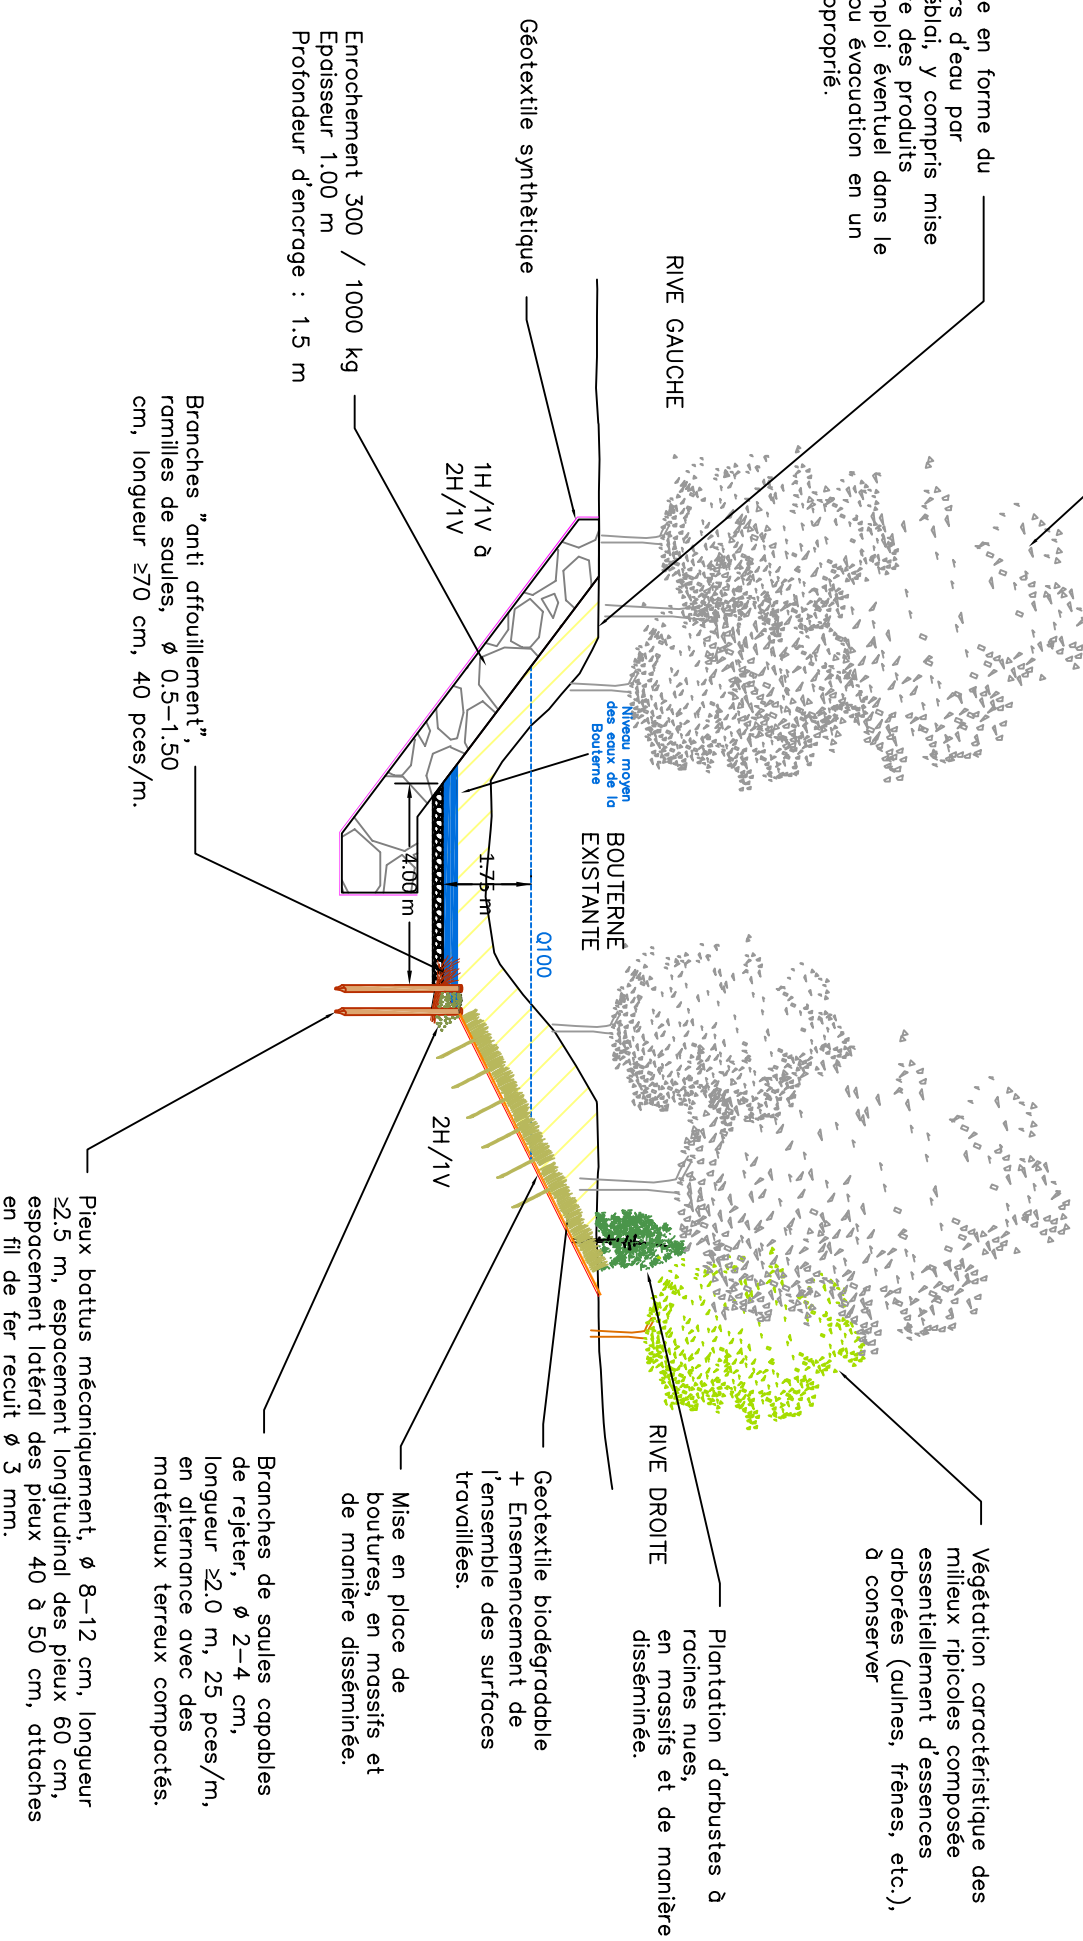 e en forme du
rs d'eau par
éblai, y compris mise
e des produits
mploi éventuel dans le
ou évacuation en un
pproprié.
Géotextile synthètique
Enrochement 300 / 1000 kg
Epaisseur 1.00 m
Profondeur d'encrage : 1.5 m
RIVE GAUCHE
1H/1V à
2H/1V
Branches "anti affouillement",
ramilles de saules, ø 0.5-1.50
cm, longueur ≥70 cm, 40 pces/m.
Niveau moyen
des eaux de la
Bouterne
BOUTERNE
EXISTANTE
Q100
1.75 m
4.00 m
2H/1V
RIVE DROITE
Végétation caractéristique des
milieux ripicoles composée
essentiellement d'essences
arborées (aulnes, frênes, etc.),
à conserver
Plantation d'arbustes à
racines nues,
en massifs et de manière
disséminée.
Geotextile biodégradable
+ Ensemencement de
l'ensemble des surfaces
travaillées.
Mise en place de
boutures, en massifs et
de manière disséminée.
Branches de saules capables
de rejeter, ø 2-4 cm,
longueur ≥2.0 m, 25 pces/m,
en alternance avec des
matériaux terreux compactés.
Pieux battus mécaniquement, ø 8-12 cm, longueur
≥2.5 m, espacement longitudinal des pieux 60 cm,
espacement latéral des pieux 40 à 50 cm, attaches
en fil de fer recuit ø 3 mm.